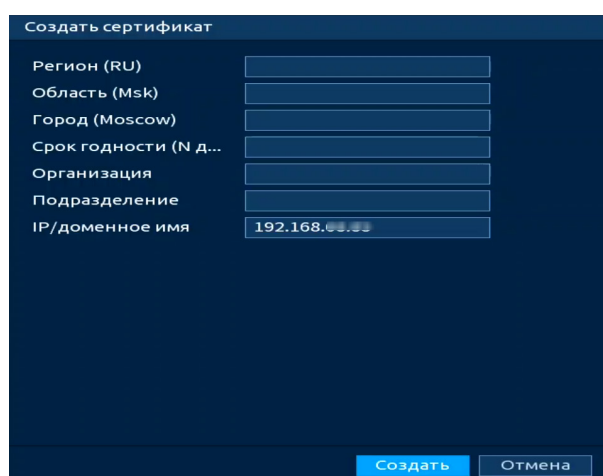 Создать сертификат
Регион (RU)
Область (Msk)
Город (Moscow)
Срок годности (N д...
Организация
Подразделение
IP/доменное имя 192.168.
Создать Отмена